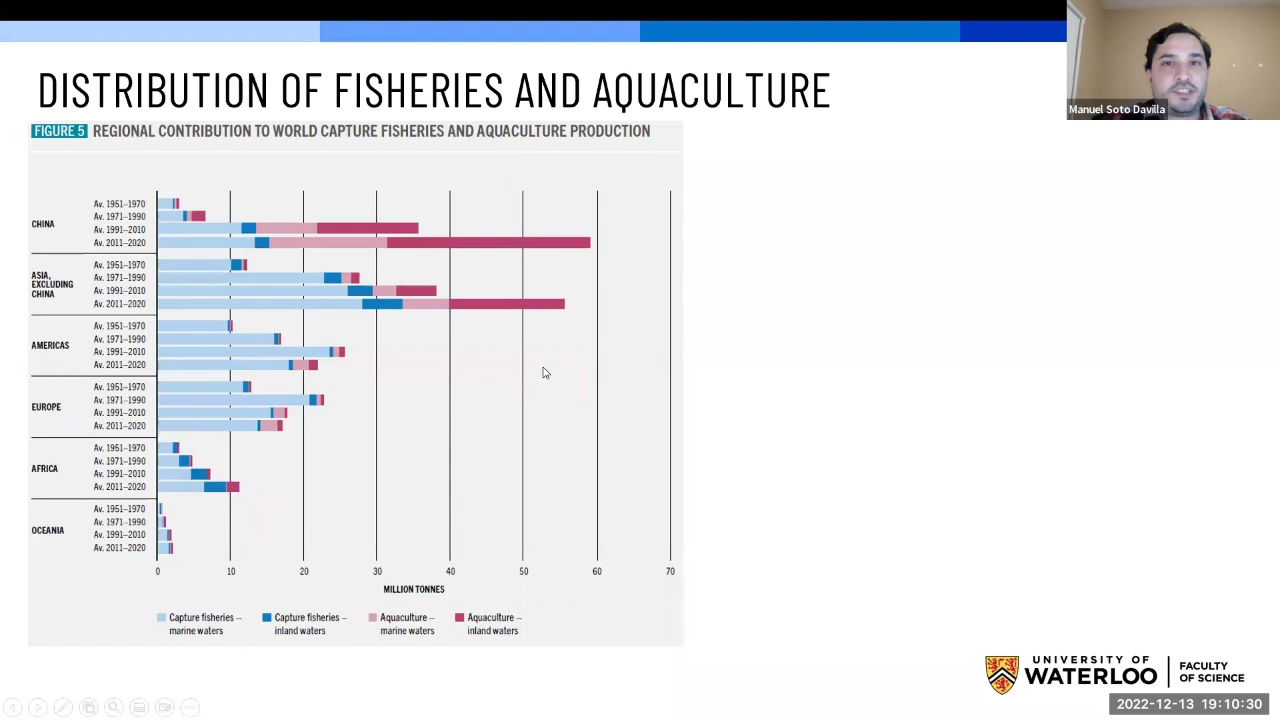 DISTRIBUTION OF FISHERIES AND AQUACULTURE
Manuel Soto Davilla
FIGURE 5 REGIONAL CONTRIBUTION TO WORLD CAPTURE FISHERIES AND AQUACULTURE PRODUCTION
CHINA
Av. 1951–1970
Av. 1971–1990
Av. 1991–2010
Av. 2011–2020
ASIA,
EXCLUDING
CHINA
Av. 1951–1970
Av. 1971–1990
Av. 1991–2010
Av. 2011–2020
AMERICAS
Av. 1951–1970
Av. 1971–1990
Av. 1991–2010
Av. 2011–2020
EUROPE
Av. 1951–1970
Av. 1971–1990
Av. 1991–2010
Av. 2011–2020
AFRICA
Av. 1951–1970
Av. 1971–1990
Av. 1991–2010
Av. 2011–2020
OCEANIA
Av. 1951–1970
Av. 1971–1990
Av. 1991–2010
Av. 2011–2020
0 10 20 30 40 50 60 70
MILLION TONNES
Capture fisheries –
marine waters
Capture fisheries –
inland waters
Aquaculture –
marine waters
Aquaculture –
inland waters
UNIVERSITY OF
WATERLOO
FACULTY
OF SCIENCE
2022-12-13 19:10:30